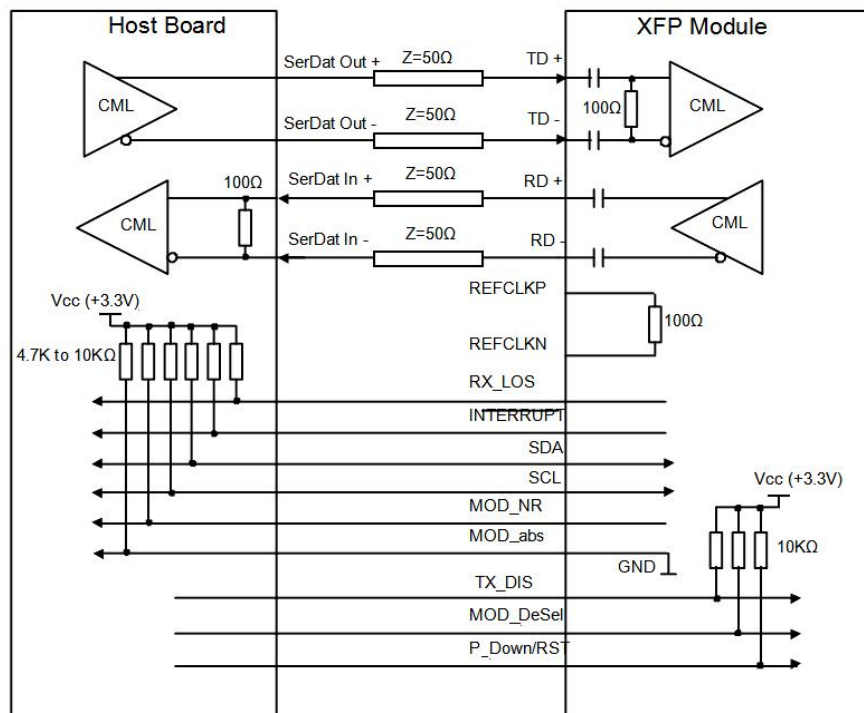 Host Board
XFP Module
SerDat Out +
Z=50Ω
TD +
CML
CML
100Ω
SerDat Out -
Z=50Ω
TD -
100Ω
SerDat In +
Z=50Ω
RD +
CML
CML
SerDat In -
Z=50Ω
RD -
REFCLKP
Vcc (+3.3V)
100Ω
4.7K to 10KΩ
REFCLKN
RX_LOS
INTERRUPT
SDA
SCL
Vcc (+3.3V)
MOD_NR
MOD_abs
10KΩ
GND
TX_DIS
MOD_DeSel
P_Down/RST